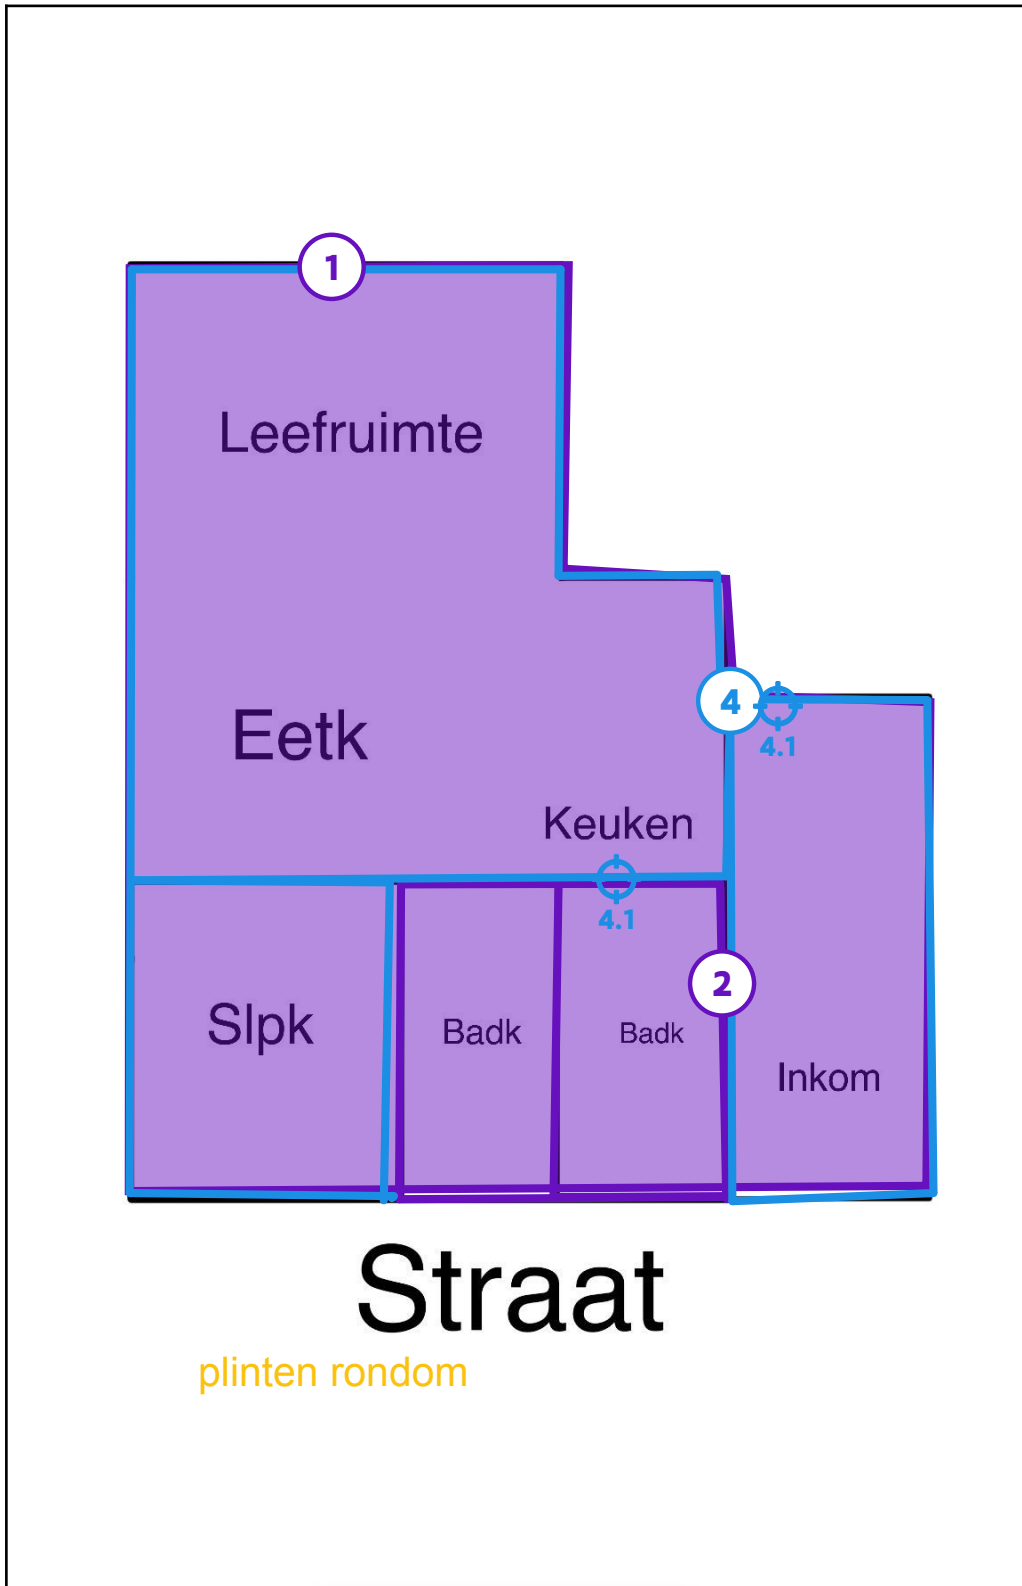 1
Leefruimte
Eetk
4
4.1
Keuken
4.1
2
Slpk
Badk
Badk
Inkom
Straat
plinten rondom